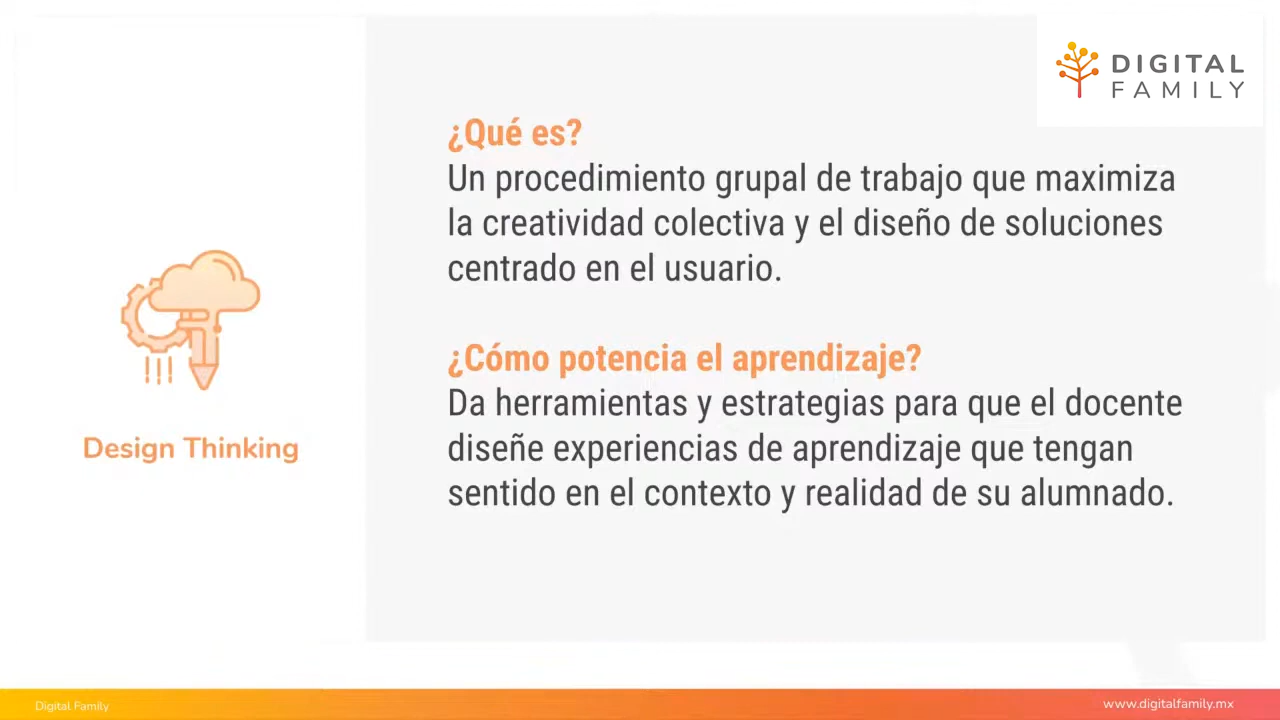 DIGITAL
FAMILY
¿Qué es?
Un procedimiento grupal de trabajo que maximiza
la creatividad colectiva y el diseño de soluciones
centrado en el usuario.
¿Cómo potencia el aprendizaje?
Da herramientas y estrategias para que el docente
diseñe experiencias de aprendizaje que tengan
sentido en el contexto y realidad de su alumnado.
Design Thinking
Digital Family
www.digitalfamily.mx